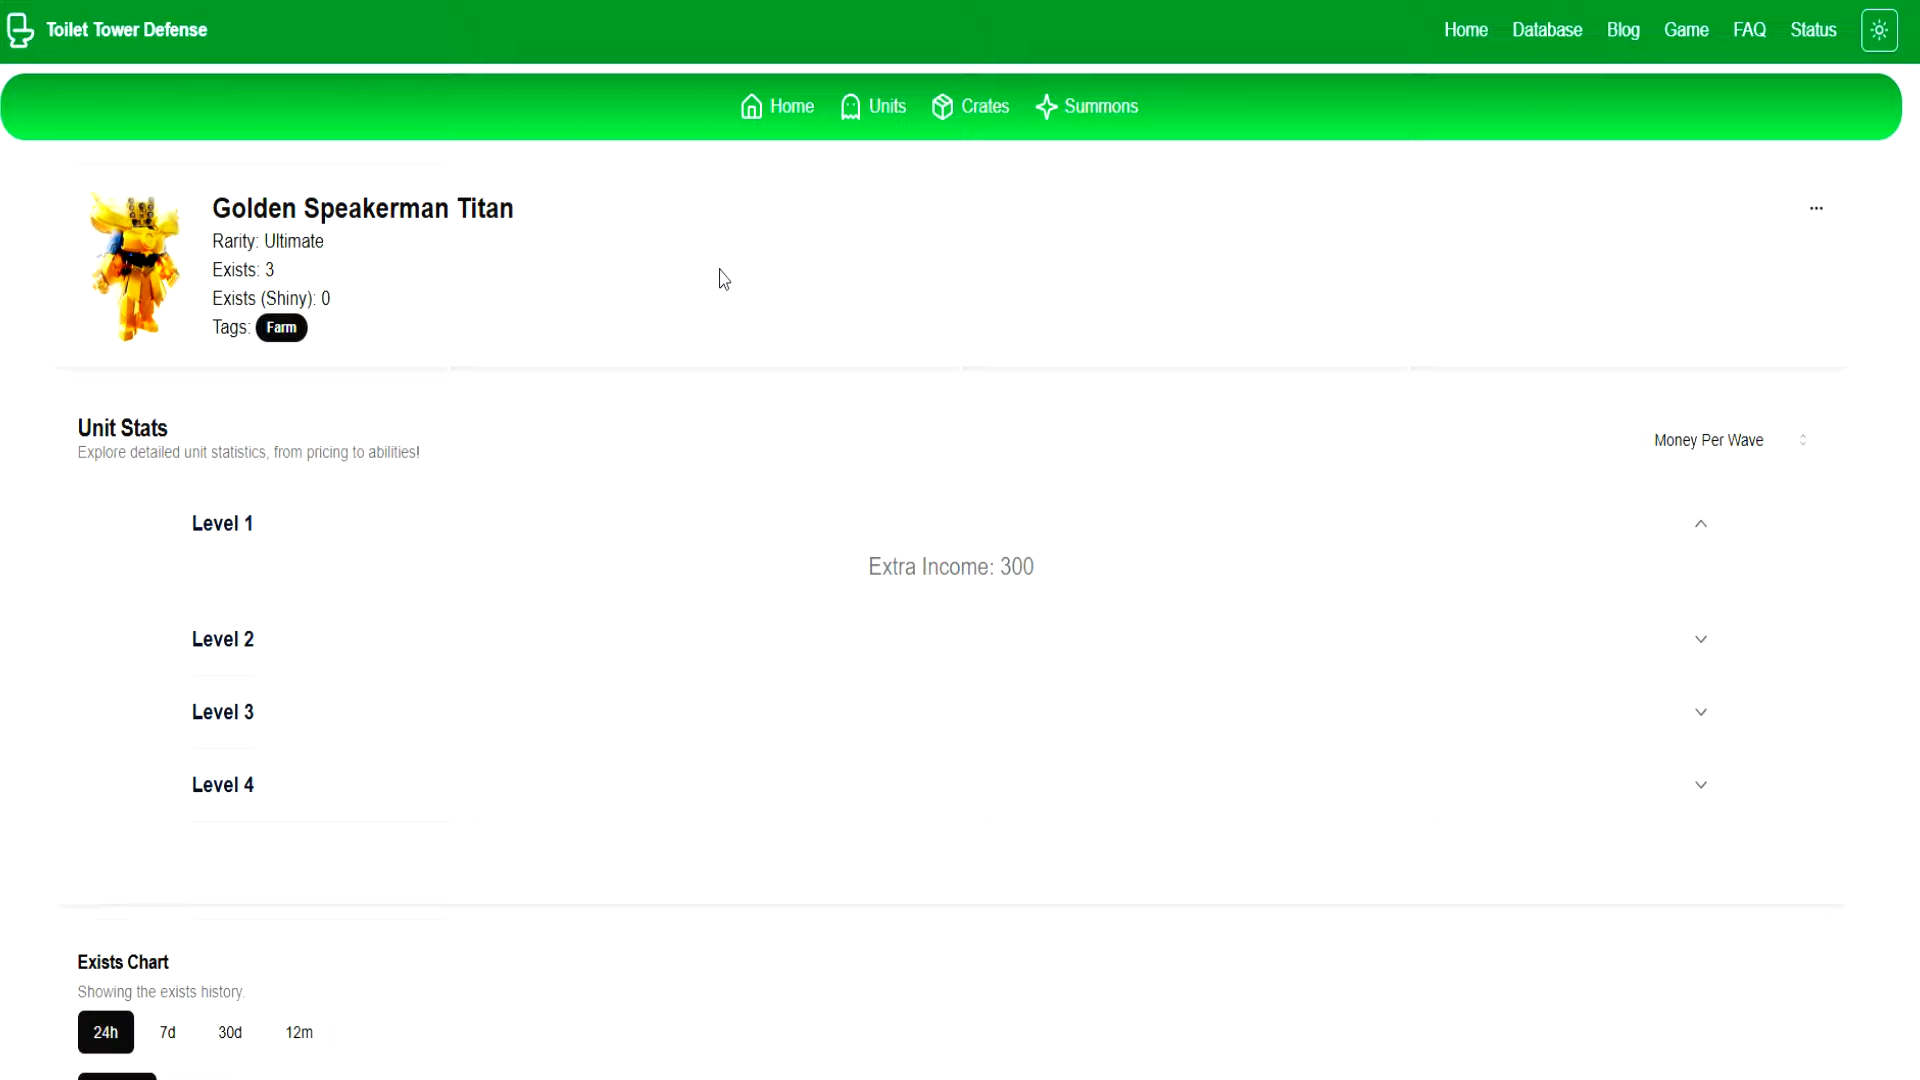 Toilet Tower Defense
Home Database Blog Game FAQ Status
Home Units Crates Summons
Golden Speakerman Titan
Rarity: Ultimate
Exists: 3
Exists (Shiny): 0
Tags: Farm
Unit Stats
Explore detailed unit statistics, from pricing to abilities!
Money Per Wave
Level 1
Extra Income: 300
Level 2
Level 3
Level 4
Exists Chart
Showing the exists history.
24h 7d 30d 12m